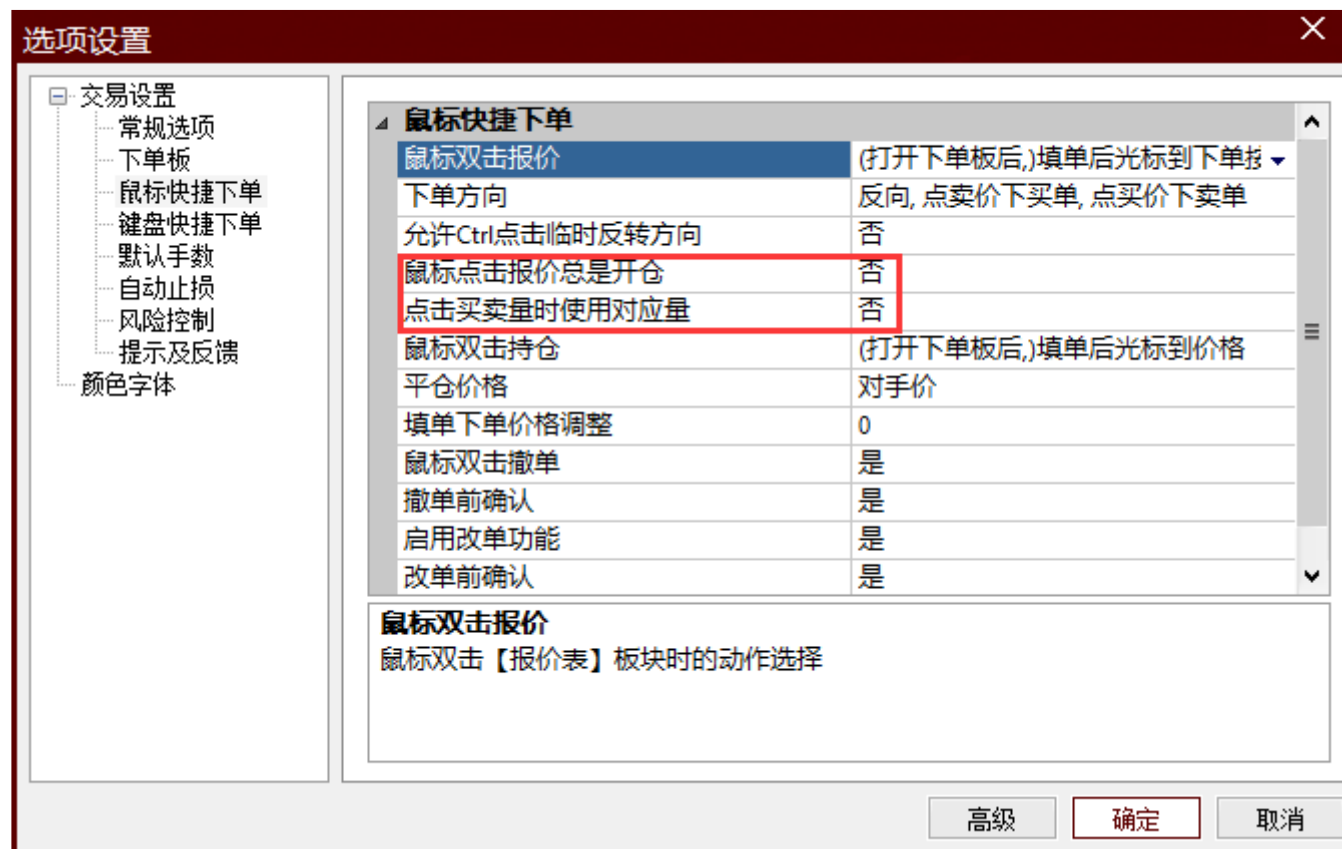 选项设置
交易设置
常规选项
下单板
鼠标快捷下单
键盘快捷下单
默认手数
自动止损
风险控制
提示及反馈
颜色字体
鼠标快捷下单
鼠标双击报价 (打开下单板后,)填单后光标到下单按
下单方向 反向, 点卖价下买单, 点买价下卖单
允许Ctrl点击临时反转方向 否
鼠标点击报价总是开仓 否
点击买卖量时使用对应量 否
鼠标双击持仓 (打开下单板后,)填单后光标到价格
平仓价格 对手价
填单下单价格调整 0
鼠标双击撤单 是
撤单前确认 是
启用改单功能 是
改单前确认 是
鼠标双击报价
鼠标双击【报价表】板块时的动作选择
高级 确定 取消